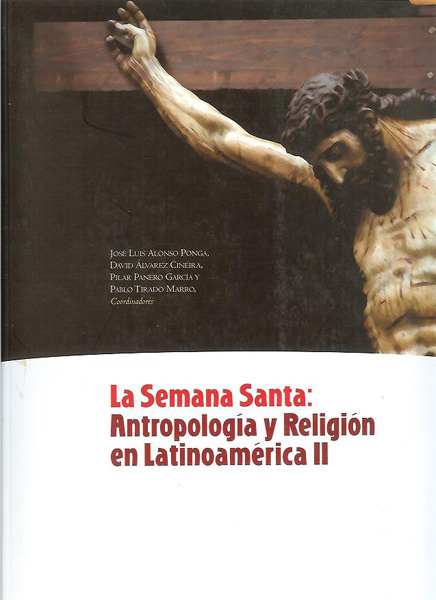 José Luis Alonso Ponga,
David Álvarez Cineira,
Pilar Panero García y
Pablo Tirado Marro,
Coordinadores
La Semana Santa:
Antropología y Religión
en Latinoamérica II